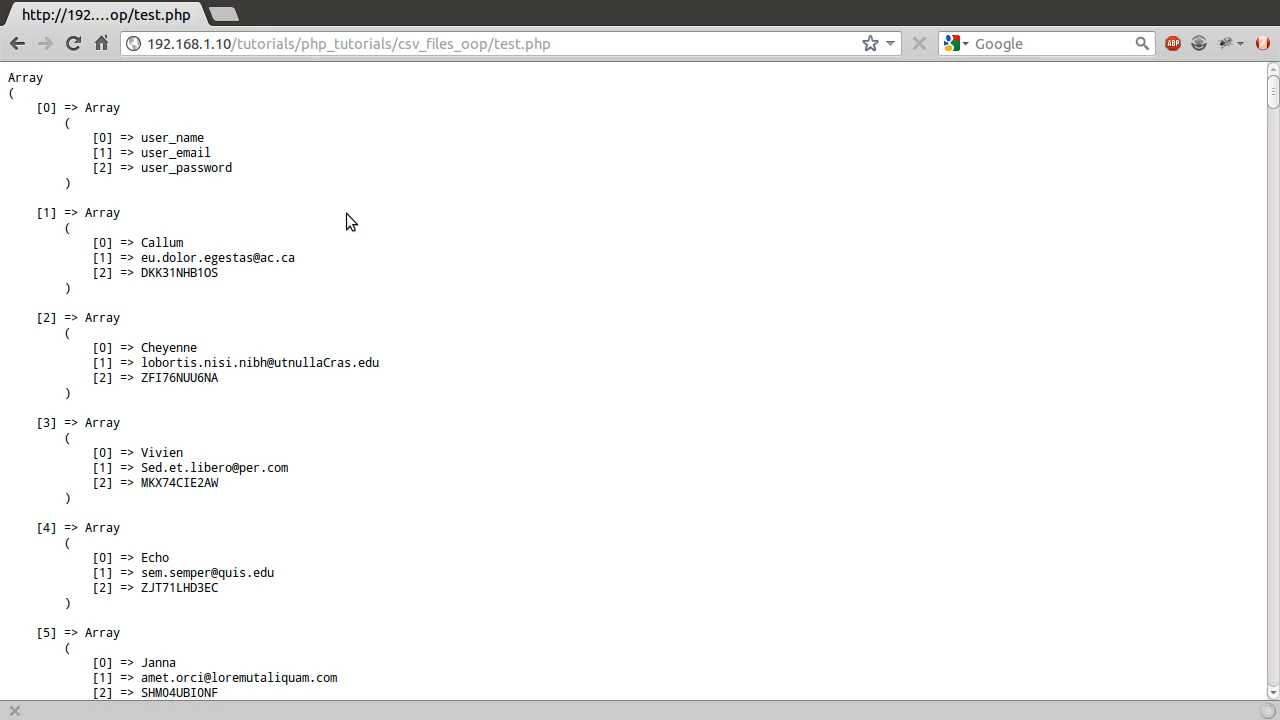 http://192....op/test.php
192.168.1.10/tutorials/php_tutorials/csv_files_oop/test.php
Google
ABP
Array
(
    [0] => Array
        (
            [0] => user_name
            [1] => user_email
            [2] => user_password
        )

    [1] => Array
        (
            [0] => Callum
            [1] => eu.dolor.egestas@ac.ca
            [2] => DKK31NHB1OS
        )

    [2] => Array
        (
            [0] => Cheyenne
            [1] => lobortis.nisi.nibh@utnullaCras.edu
            [2] => ZFI76NUU6NA
        )

    [3] => Array
        (
            [0] => Vivien
            [1] => Sed.et.libero@per.com
            [2] => MKX74CIE2AW
        )

    [4] => Array
        (
            [0] => Echo
            [1] => sem.semper@quis.edu
            [2] => ZJT71LHD3EC
        )

    [5] => Array
        (
            [0] => Janna
            [1] => amet.orci@loremutaliquam.com
            [2] => SHM04UBI0NF